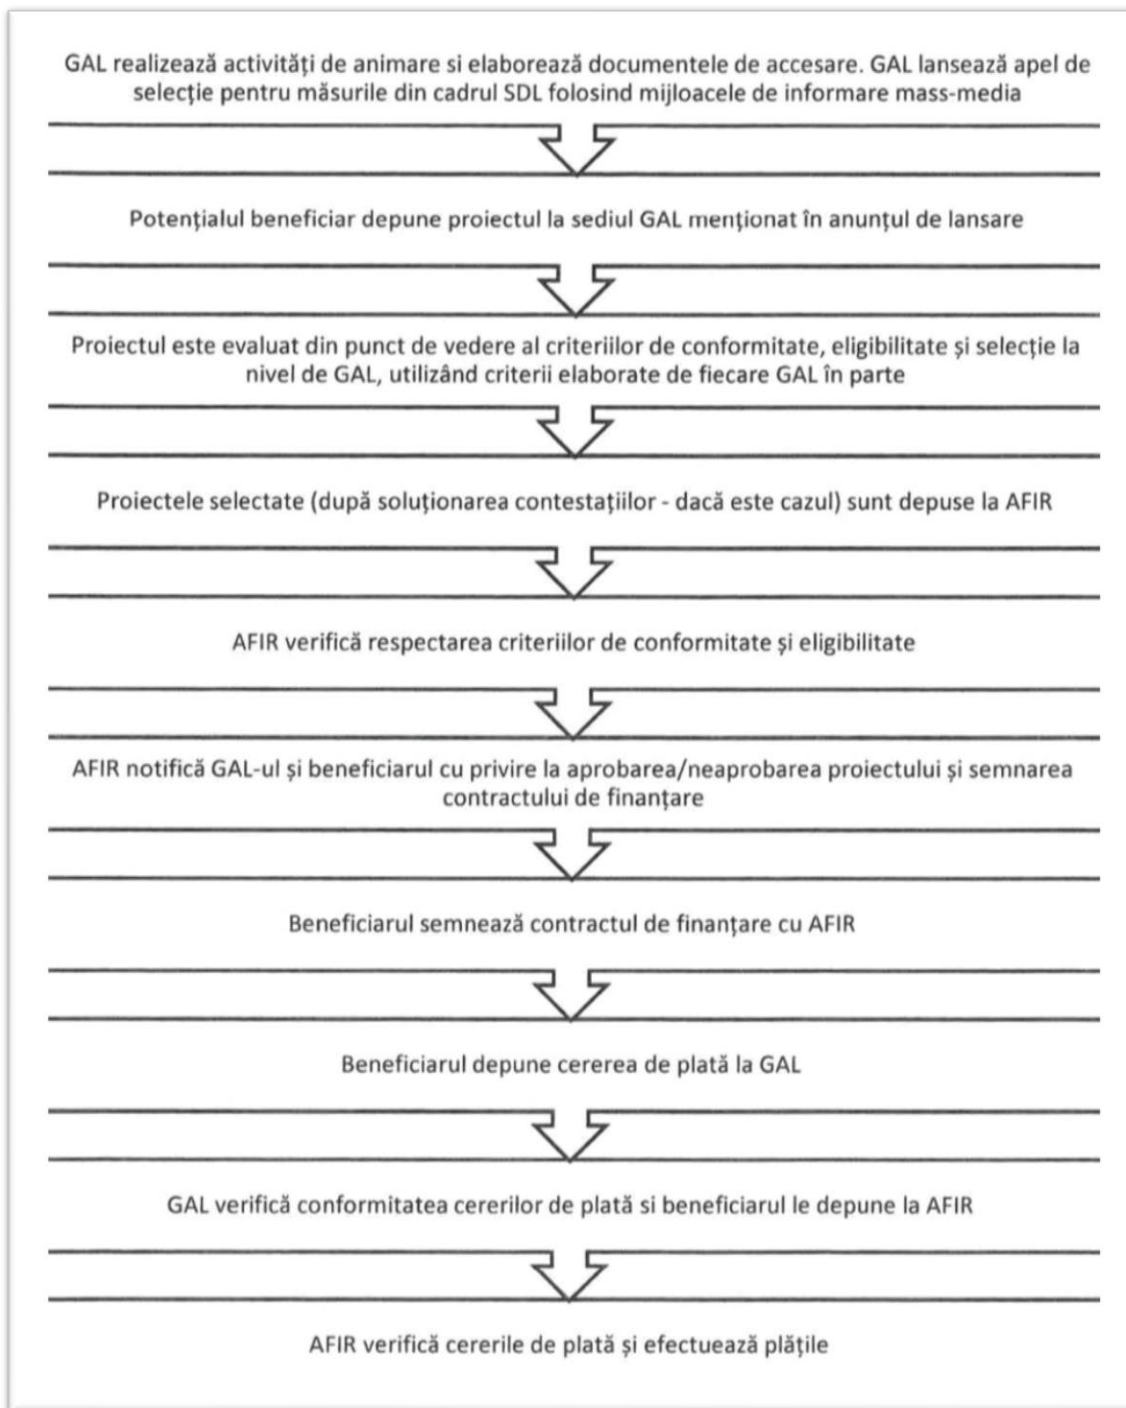 GAL realizează activități de animare si elaborează documentele de accesare. GAL lansează apel de
selecție pentru măsurile din cadrul SDL folosind mijloacele de informare mass-media
Potențialul beneficiar depune proiectul la sediul GAL menționat în anunțul de lansare
Proiectul este evaluat din punct de vedere al criteriilor de conformitate, eligibilitate și selecție la
nivel de GAL, utilizând criterii elaborate de fiecare GAL în parte
Proiectele selectate (după soluționarea contestațiilor - dacă este cazul) sunt depuse la AFIR
AFIR verifică respectarea criteriilor de conformitate și eligibilitate
AFIR notifică GAL-ul și beneficiarul cu privire la aprobarea/neaprobarea proiectului și semnarea
contractului de finanțare
Beneficiarul semnează contractul de finanțare cu AFIR
Beneficiarul depune cererea de plată la GAL
GAL verifică conformitatea cererilor de plată si beneficiarul le depune la AFIR
AFIR verifică cererile de plată și efectuează plățile